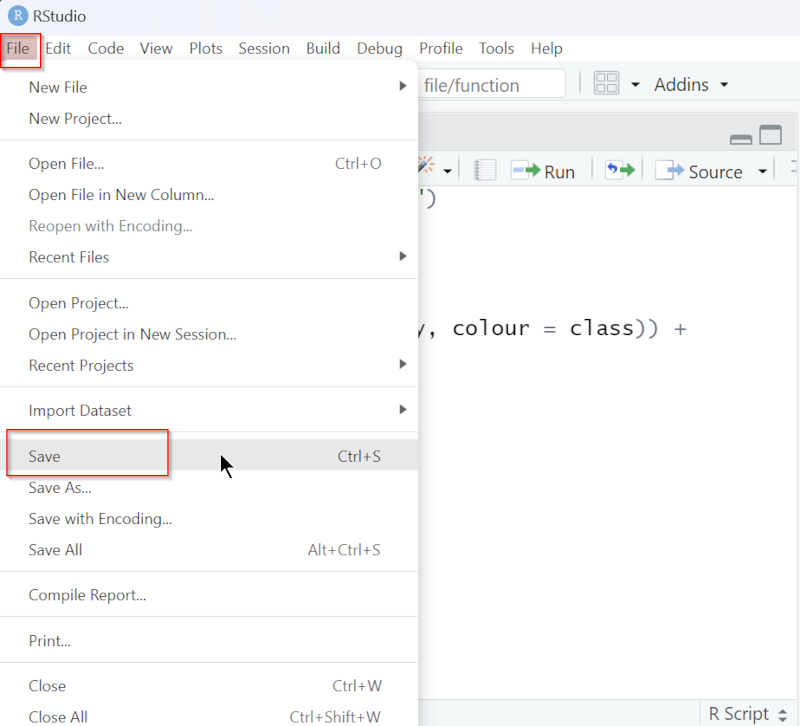 RStudio
File Edit Code View Plots Session Build Debug Profile Tools Help
file/function Addins
New File
New Project...
Open File... Ctrl+O
Run Source
Open File in New Column...
')
Reopen with Encoding...
Recent Files
Open Project...
y, colour = class)) +
Open Project in New Session...
Recent Projects
Import Dataset
Save Ctrl+S
Save As...
Save with Encoding...
Save All Alt+Ctrl+S
Compile Report...
Print...
Close Ctrl+W
Close All Ctrl+Shift+W
R Script